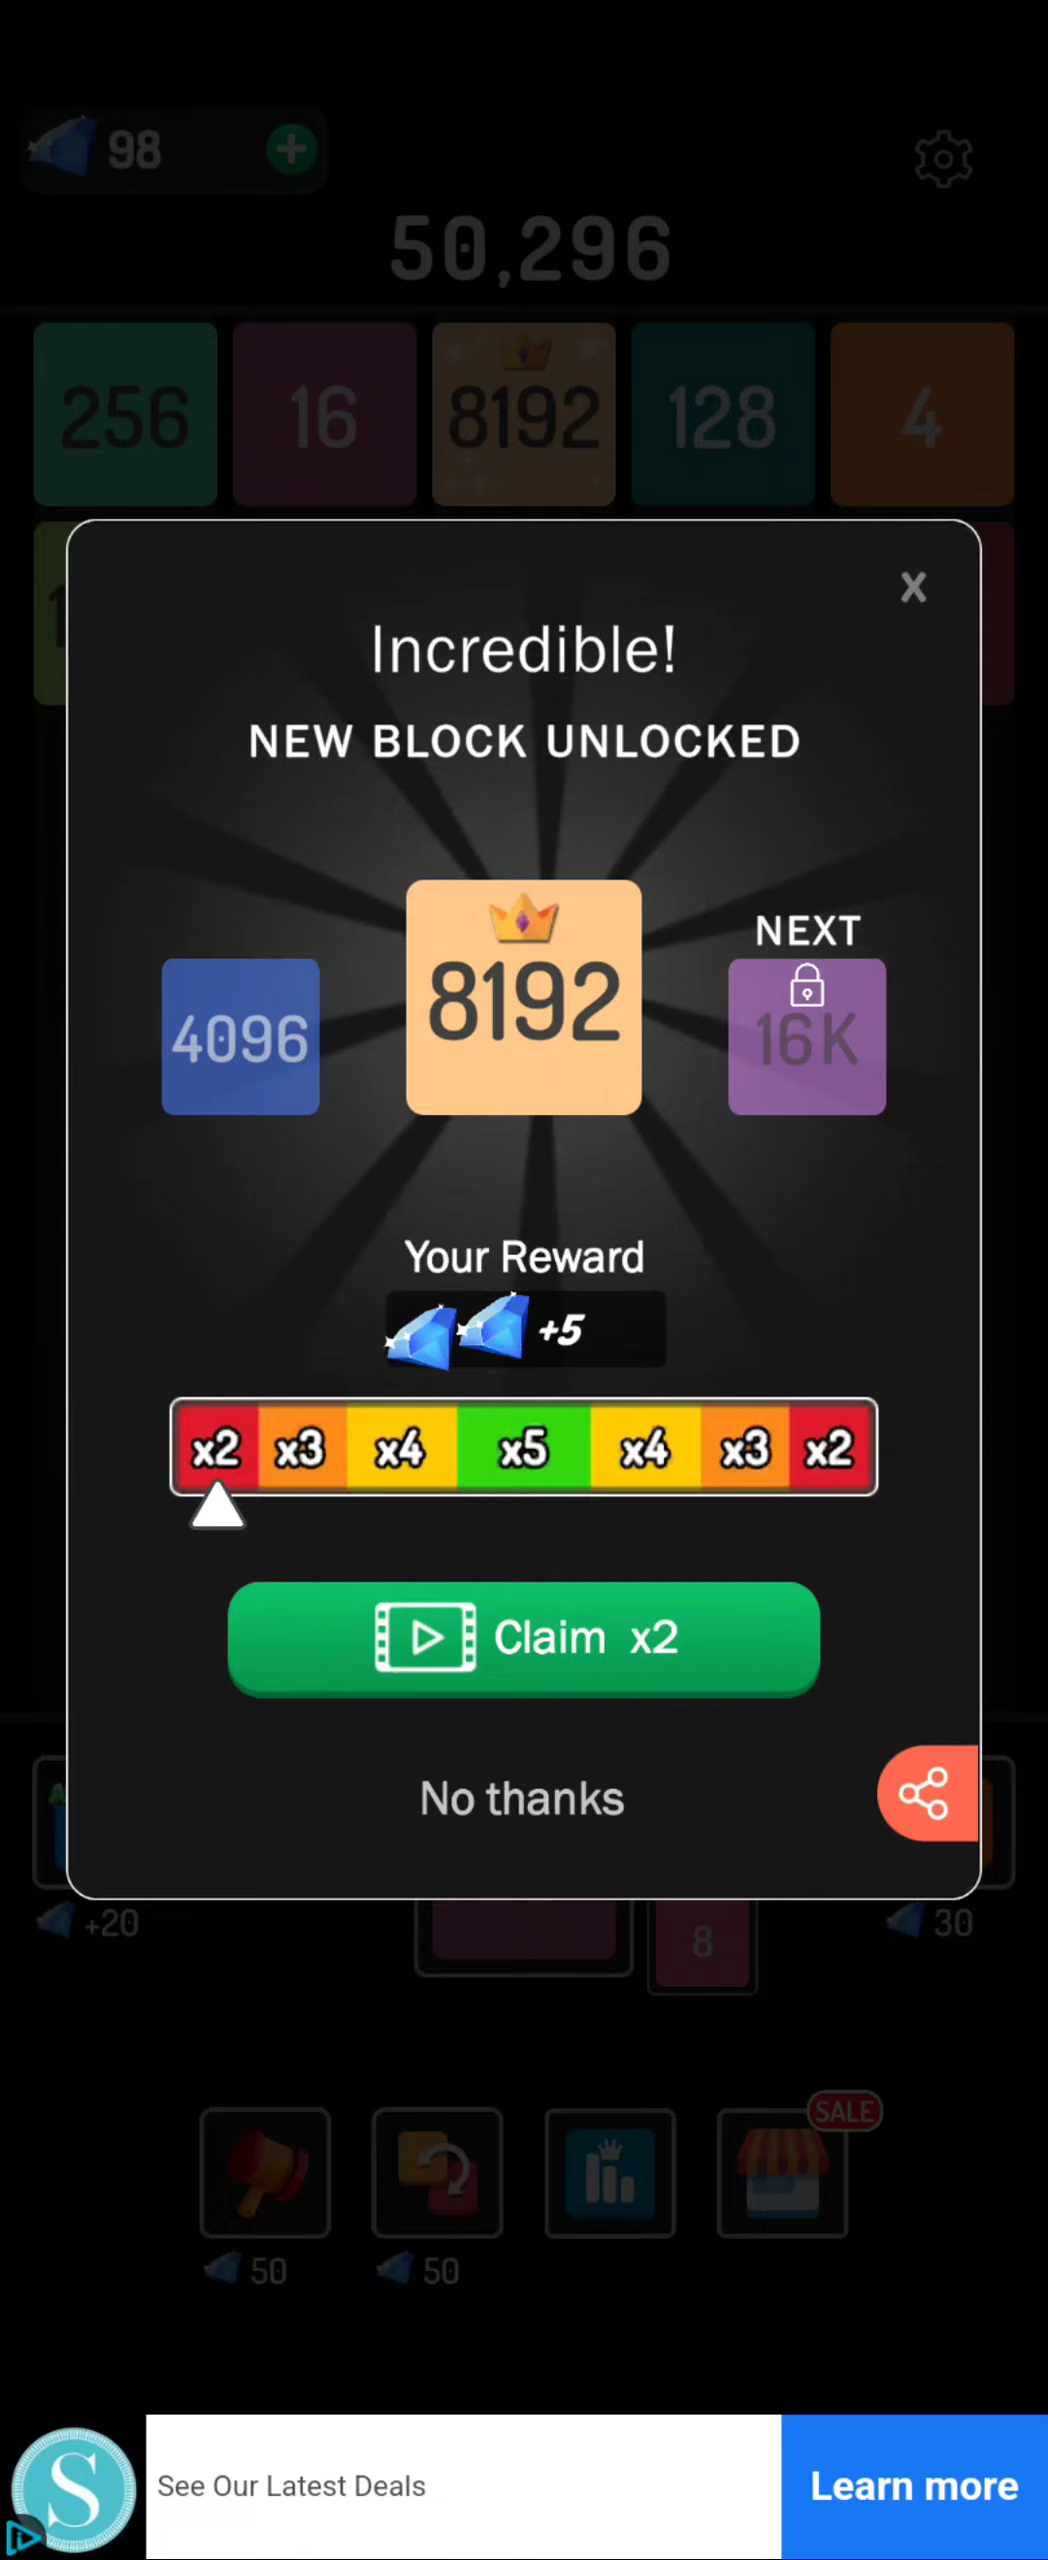 98
50,296
256 16 8192 128 4
X
Incredible!
NEW BLOCK UNLOCKED
NEXT
4096 8192 16K
Your Reward
+5
x2 x3 x4 x5 x4 x3 x2
Claim x2
No thanks
+20 30
8
SALE
50 50
S
See Our Latest Deals
Learn more